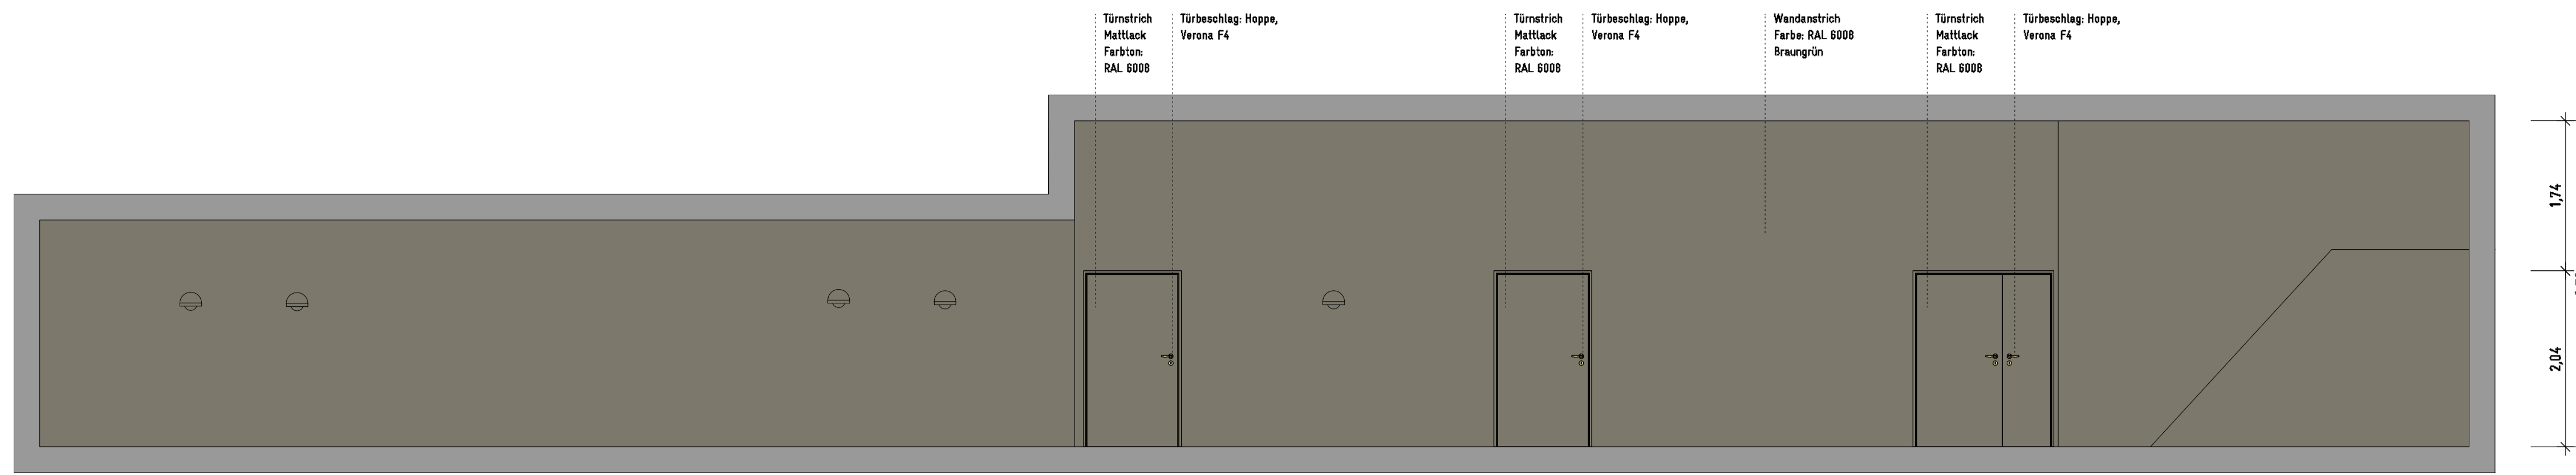 Türnstrich
Mattlack
Farbton:
RAL 6008
Türbeschlag: Hoppe,
Verona F4
Türnstrich
Mattlack
Farbton:
RAL 6008
Türbeschlag: Hoppe,
Verona F4
Wandanstrich
Farbe: RAL 6008
Braungrün
Türnstrich
Mattlack
Farbton:
RAL 6008
Türbeschlag: Hoppe,
Verona F4
1,74
2,04